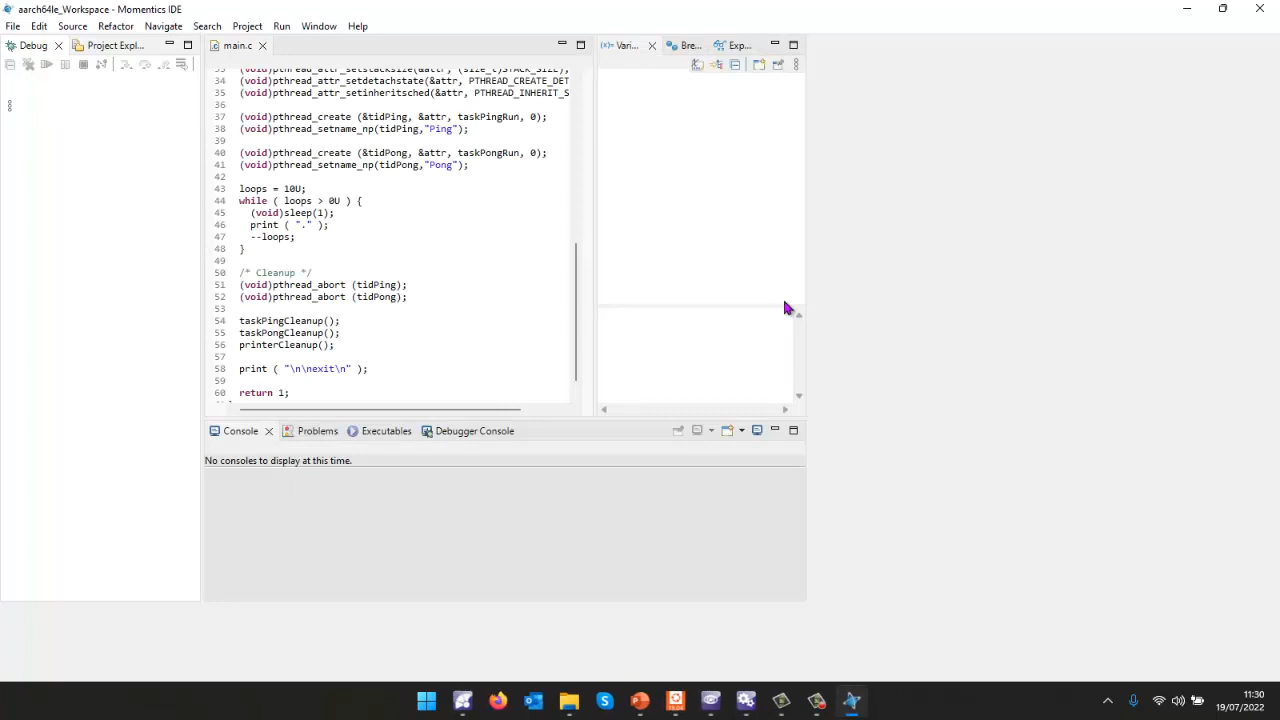 aarch64le_Workspace - Momentics IDE
File Edit Source Refactor Navigate Search Project Run Window Help
Debug Project Expl... main.c (x)= Vari... Bre... Exp...
33 (void)pthread_attr_setstacksize(&attr, (size_t)STACK_SIZE);
34 (void)pthread_attr_setdetachstate(&attr, PTHREAD_CREATE_DET
35 (void)pthread_attr_setinheritsched(&attr, PTHREAD_INHERIT_S
36
37 (void)pthread_create (&tidPing, &attr, taskPingRun, 0);
38 (void)pthread_setname_np(tidPing,"Ping");
39
40 (void)pthread_create (&tidPong, &attr, taskPongRun, 0);
41 (void)pthread_setname_np(tidPong,"Pong");
42
43 loops = 10U;
44 while ( loops > 0U ) {
45 (void)sleep(1);
46 print ( "." );
47 --loops;
48 }
49
50 /* Cleanup */
51 (void)pthread_abort (tidPing);
52 (void)pthread_abort (tidPong);
53
54 taskPingCleanup();
55 taskPongCleanup();
56 printerCleanup();
57
58 print ( "\n\nexit\n" );
59
60 return 1;
Console Problems Executables Debugger Console
No consoles to display at this time.
11:30
19/07/2022